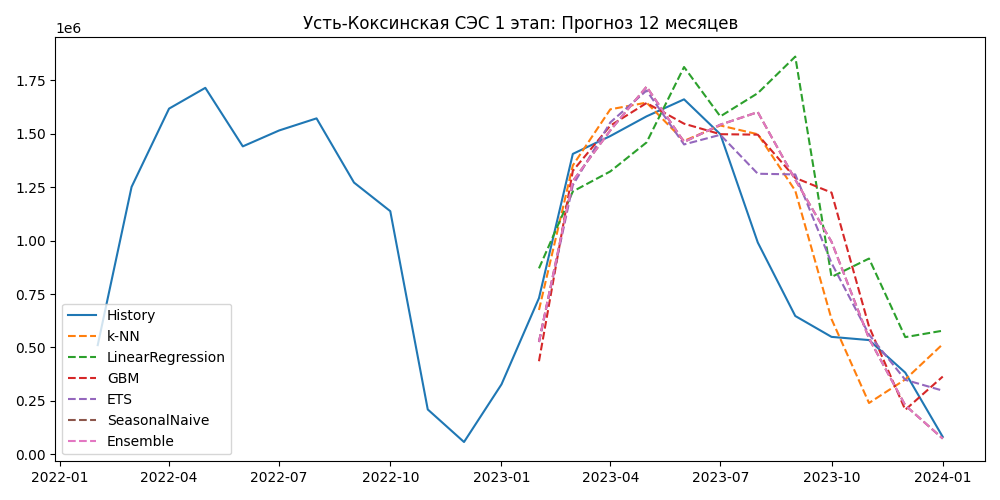 Усть-Коксинская СЭС 1 этап: Прогноз 12 месяцев
1e6
1.75
1.50
1.25
1.00
0.75
0.50
0.25
0.00
History
k-NN
LinearRegression
GBM
ETS
SeasonalNaive
Ensemble
2022-01
2022-04
2022-07
2022-10
2023-01
2023-04
2023-07
2023-10
2024-01